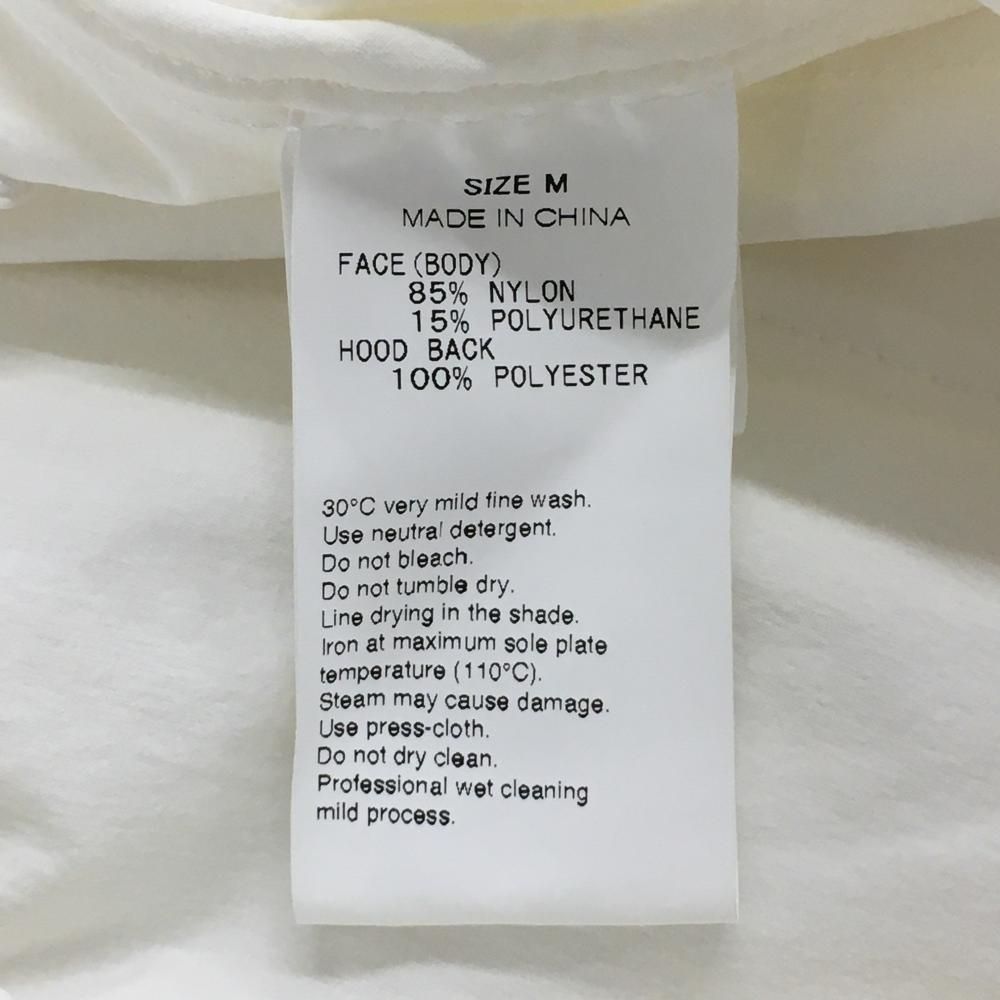 SIZE M
MADE IN CHINA
FACE (BODY)
85% NYLON
15% POLYURETHANE
HOOD BACK
100% POLYESTER
30°C very mild fine wash.
Use neutral detergent.
Do not bleach.
Do not tumble dry.
Line drying in the shade.
Iron at maximum sole plate
temperature (110°C).
Steam may cause damage.
Use press-cloth.
Do not dry clean.
Professional wet cleaning
mild process.